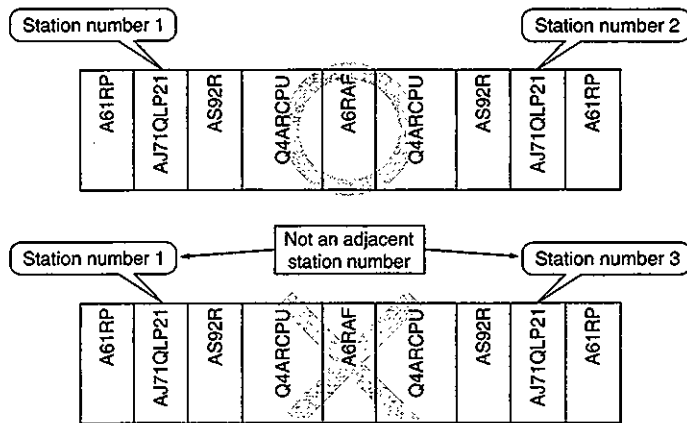 Station number 1
Station number 2
A61RP
AJ71QLP21
AS92R
Q4ARCPU
A6RAF
Q4ARCPU
AS92R
AJ71QLP21
A61RP
Station number 1
Not an adjacent
station number
Station number 3
A61RP
AJ71QLP21
AS92R
Q4ARCPU
A6RAF
Q4ARCPU
AS92R
AJ71QLP21
A61RP